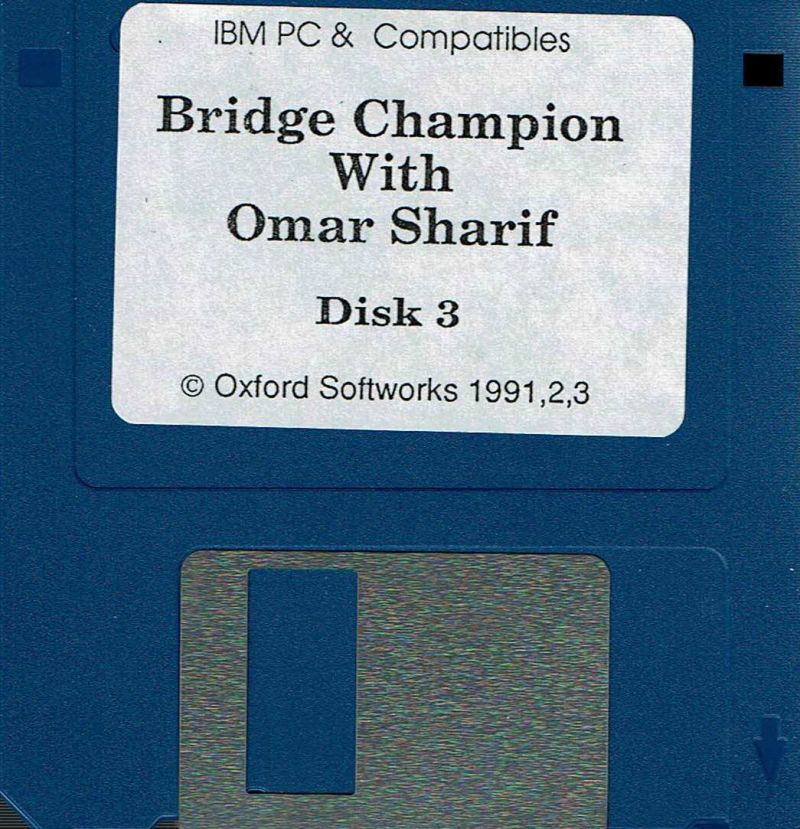 IBM PC & Compatibles
Bridge Champion
With
Omar Sharif
Disk 3
© Oxford Softworks 1991,2,3